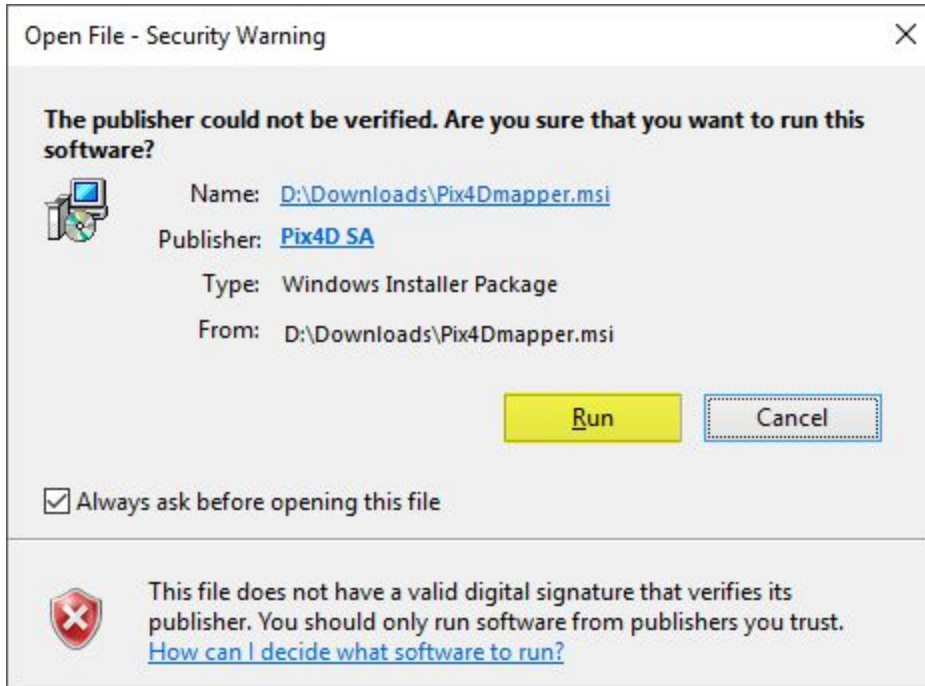 Open File - Security Warning
The publisher could not be verified. Are you sure that you want to run this
software?
Name: D:\Downloads\Pix4Dmapper.msi
Publisher: Pix4D SA
Type: Windows Installer Package
From: D:\Downloads\Pix4Dmapper.msi
Run Cancel
Always ask before opening this file
This file does not have a valid digital signature that verifies its
publisher. You should only run software from publishers you trust.
How can I decide what software to run?